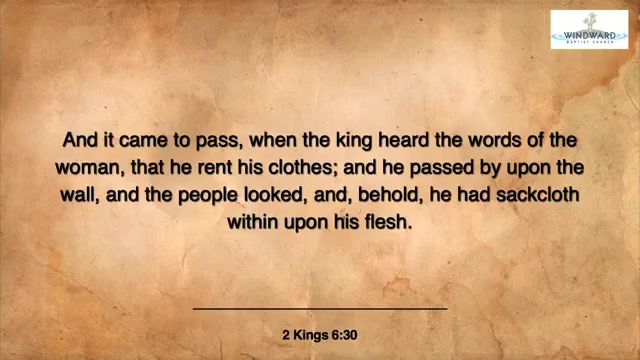 WINDWARD
BAPTIST CHURCH
And it came to pass, when the king heard the words of the
woman, that he rent his clothes; and he passed by upon the
wall, and the people looked, and, behold, he had sackcloth
within upon his flesh.
2 Kings 6:30